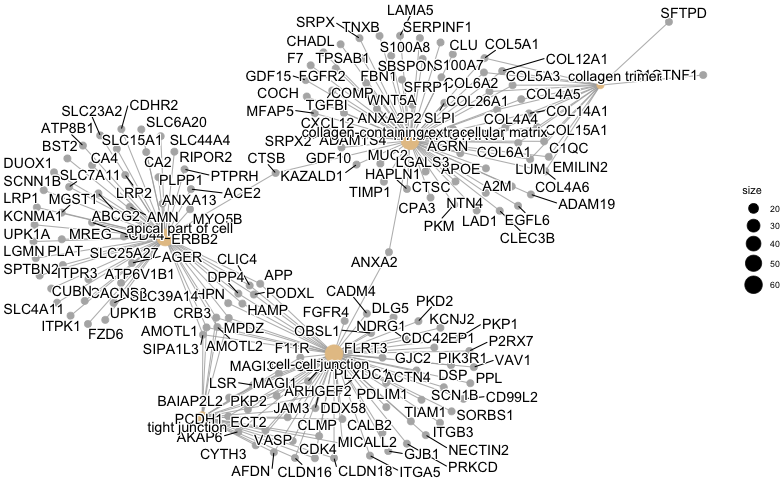 LAMA5
SFTPD
SRPX
TNXB
SERPINF1
CHADL
S100A8
CLU
COL5A1
F7
TPSAB1
SBSPON
S100A7
COL12A1
GDF15
FGFR2
FBN1
SFRP1
COL6A2
COL5A3
collagen trimer
C1QTNF1
COCH
COMP
WNT5A
COL26A1
COL4A5
MFAP5
TGFBI
ANXA2P2
SLPI
COL4A4
COL14A1
CXCL12
collagen-containing extracellular matrix
COL15A1
SRPX2
ADAMTS4
AGRN
COL6A1
C1QC
CTSB
GDF10
MUC2
LGALS3
APOE
LUM
EMILIN2
KAZALD1
HAPLN1
A2M
COL4A6
TIMP1
CTSC
NTN4
ADAM19
CPA3
PKM
LAD1
EGFL6
CLEC3B
ANXA2
SLC23A2
CDHR2
ATP8B1
SLC6A20
BST2
SLC15A1
SLC44A4
DUOX1
CA4
CA2
RIPOR2
SCNN1B
SLC7A11
PLPP1
PTPRH
LRP1
MGST1
LRP2
ANXA13
ACE2
KCNMA1
ABCG2
AMN
MYO5B
UPK1A
MREG
apical part of cell
CD44
ERBB2
LGMN
PLAT
SLC25A27
AGER
SPTBN2
ITPR3
ATP6V1B1
CLIC4
CUBN
SLC39A14
DPP4
APP
PODXL
SLC4A11
UPK1B
CRB3
HAMP
ITPK1
FZD6
AMOTL1
MPDZ
SIPA1L3
AMOTL2
CADM4
FGFR4
DLG5
PKD2
OBSL1
NDRG1
KCNJ2
CDC42EP1
PKP1
P2RX7
F11R
FLRT3
GJC2
PIK3R1
VAV1
cell-cell junction
PLXDC1
ACTN4
DSP
PPL
LSR
MAGI1
ARHGEF2
PDLIM1
SCN1B
CD99L2
BAIAP2L2
PKP2
JAM3
DDX58
TIAM1
SORBS1
PCDH1
ECT2
CLMP
CALB2
ITGB3
tight junction
AKAP6
VASP
MICALL2
NECTIN2
CYTH3
CDK4
GJB1
PRKCD
AFDN
CLDN16
CLDN18
ITGA5
size
20
30
40
50
60